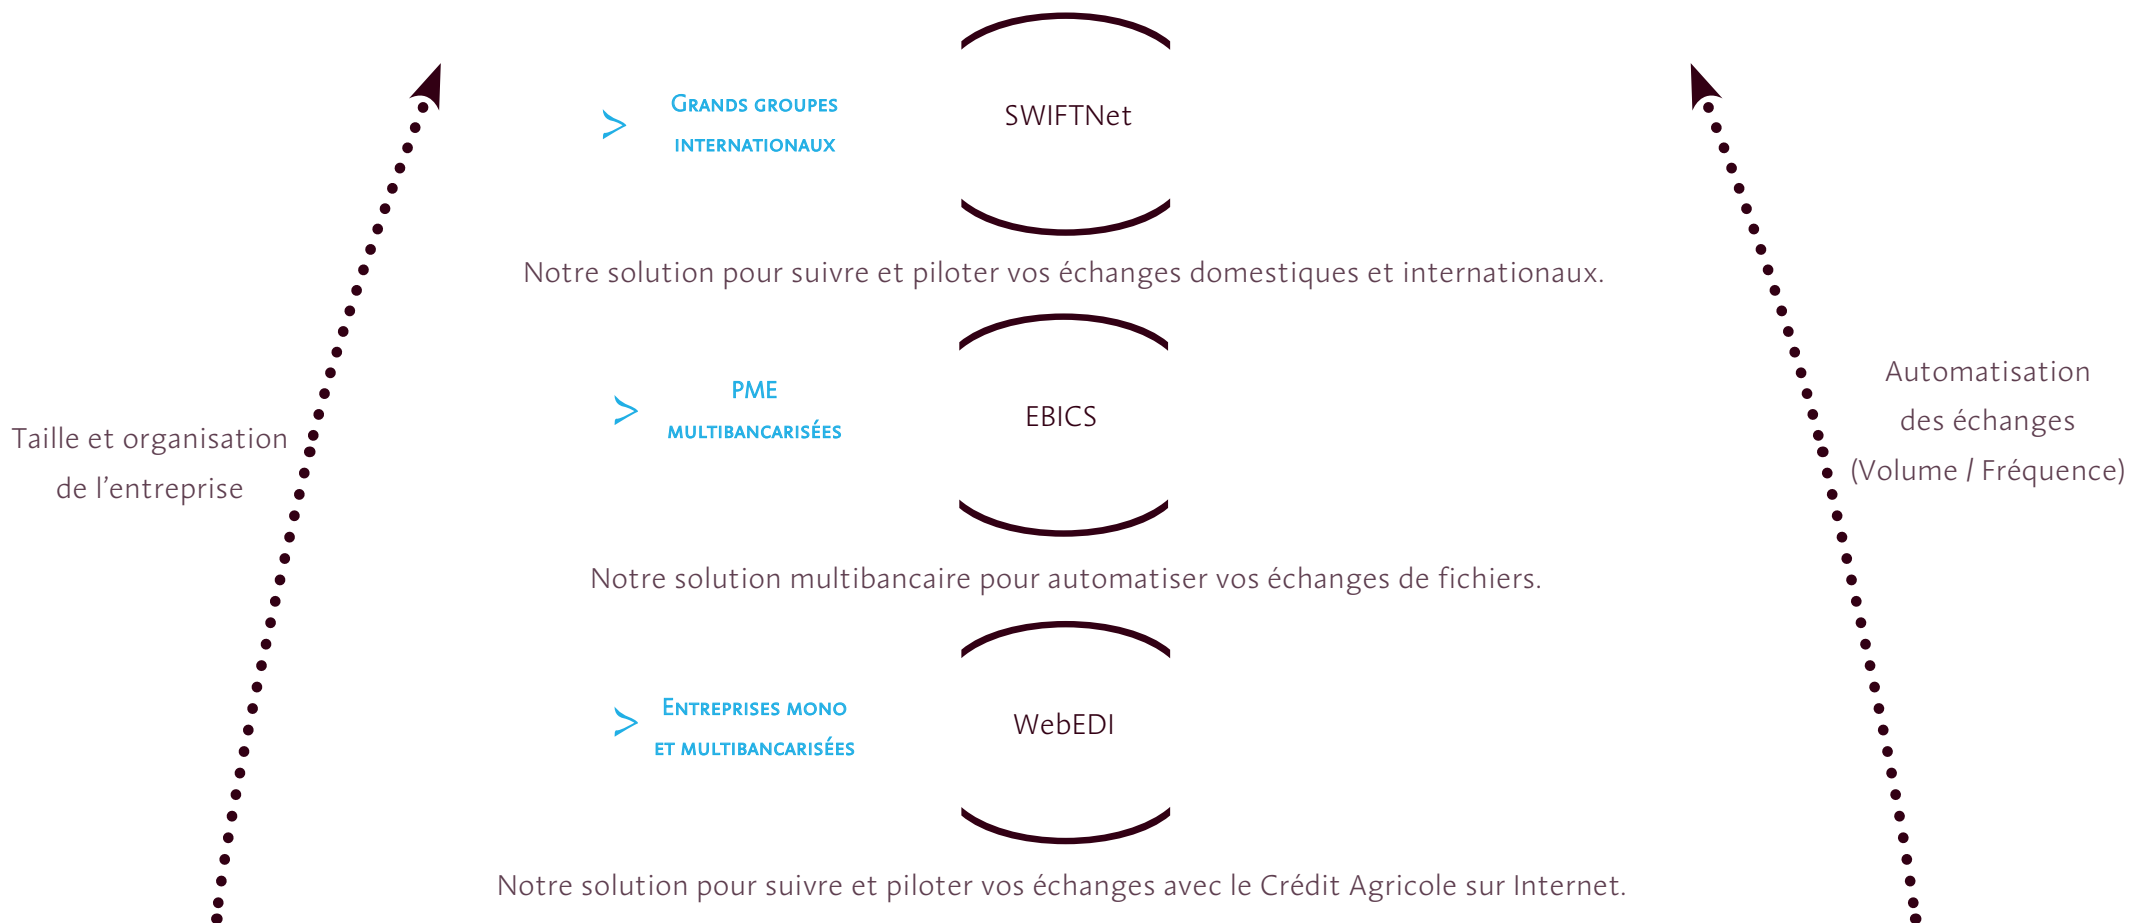 Grands groupes
internationaux
SWIFTNet
Notre solution pour suivre et piloter vos échanges domestiques et internationaux.
PME
multibancarisées
EBICS
Taille et organisation
de l'entreprise
Automatisation
des échanges
(Volume / Fréquence)
Notre solution multibancaire pour automatiser vos échanges de fichiers.
Entreprises mono
et multibancarisées
WebEDI
Notre solution pour suivre et piloter vos échanges avec le Crédit Agricole sur Internet.